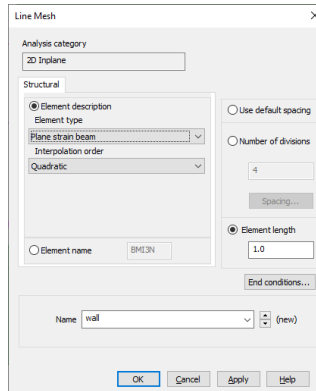 Line Mesh
Analysis category
2D Inplane
Structural
Element description
Element type
Plane strain beam
Interpolation order
Quadratic
Element name BMI3N
Use default spacing
Number of divisions
4
Spacing...
Element length
1.0
End conditions...
Name wall (new)
OK Cancel Apply Help